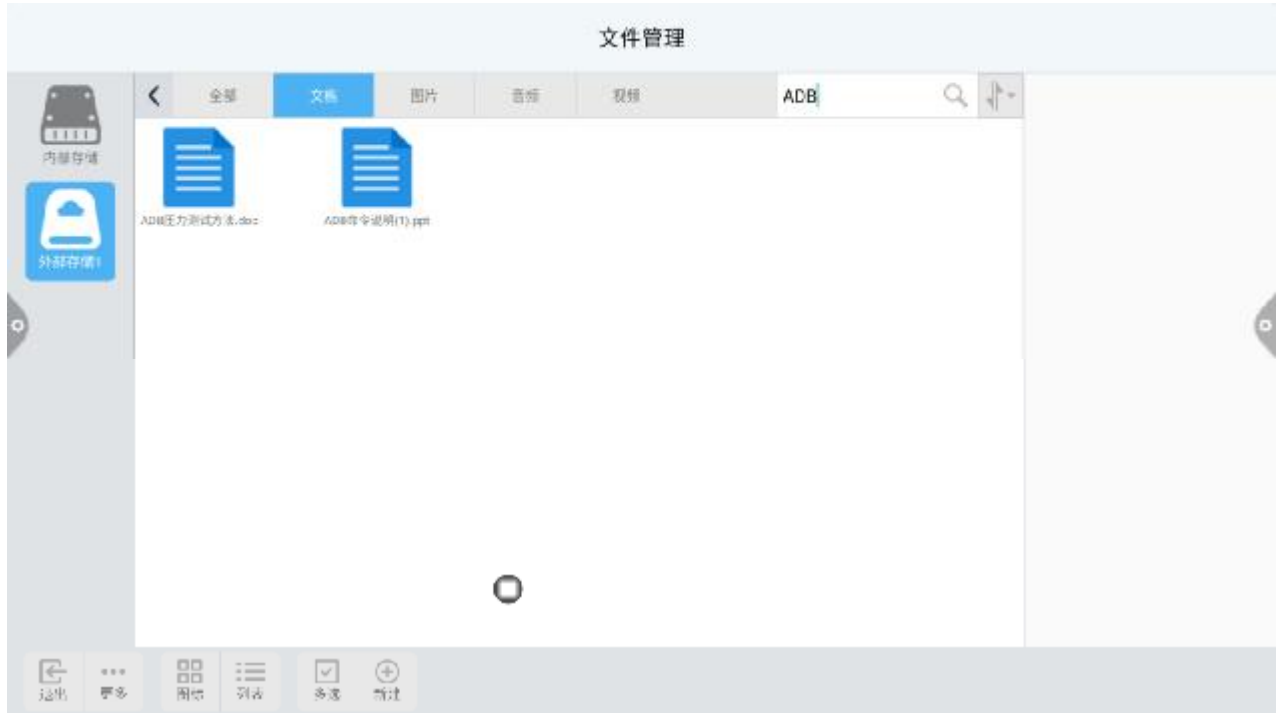 文件管理
全部 文档 图片 音频 视频 ADB
内部存储
ADB压力测试方法.doc ADB命令说明(1).ppt
外部存储1
退出 更多 图标 列表 多选 新建